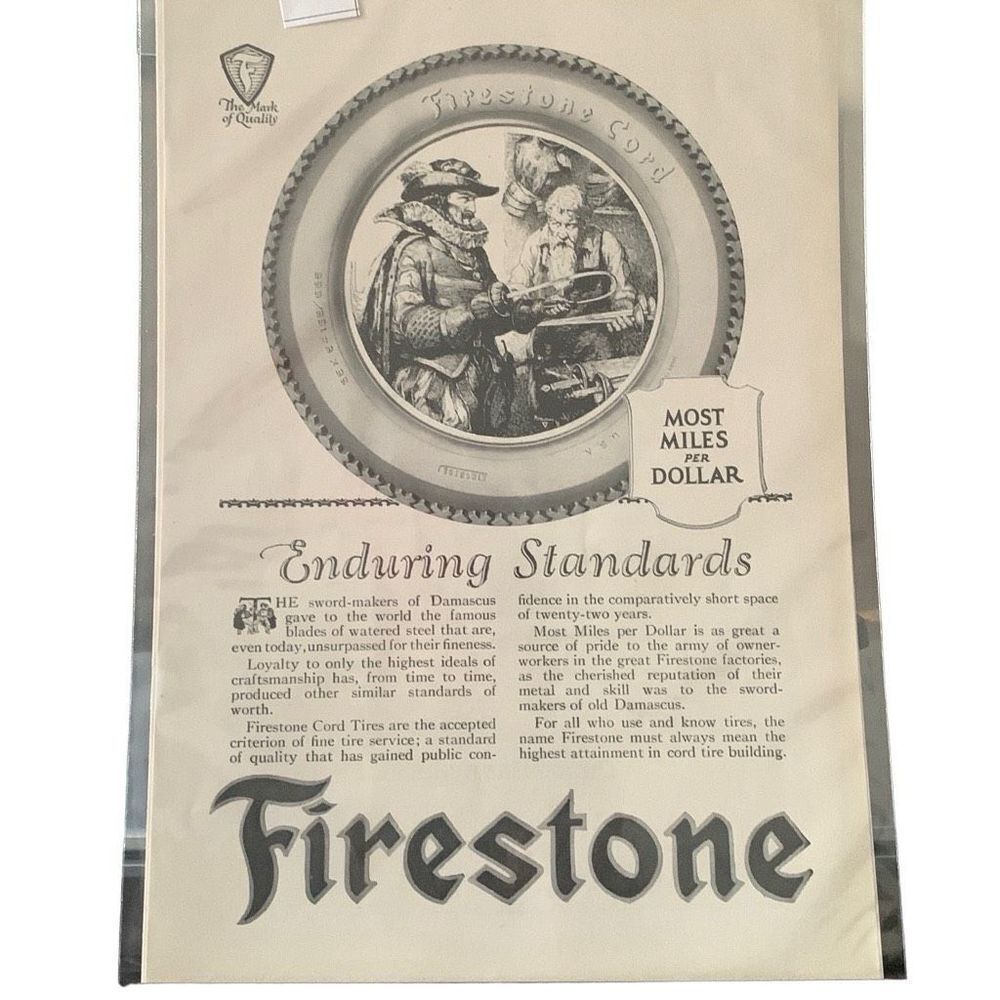 F
The Mark
of Quality
Firestone Cord
U S A
MOST
MILES
PER
DOLLAR
Enduring Standards
THE sword-makers of Damascus
gave to the world the famous
blades of watered steel that are,
even today, unsurpassed for their fineness.
Loyalty to only the highest ideals of
craftsmanship has, from time to time,
produced other similar standards of
worth.
Firestone Cord Tires are the accepted
criterion of fine tire service; a standard
of quality that has gained public con-
fidence in the comparatively short space
of twenty-two years.
Most Miles per Dollar is as great a
source of pride to the army of owner-
workers in the great Firestone factories,
as the cherished reputation of their
metal and skill was to the sword-
makers of old Damascus.
For all who use and know tires, the
name Firestone must always mean the
highest attainment in cord tire building.
Firestone